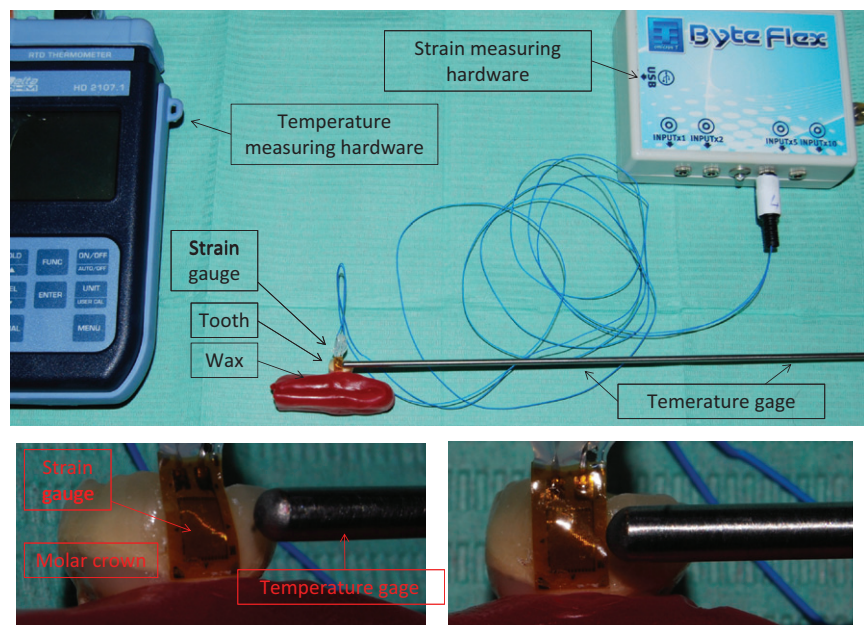 RTD THERMOMETER
HD 2107.1
Strain measuring
hardware
Byte Flex
USB
INPUTx1
INPUTx2
INPUTx5
INPUTx10
Temperature
measuring hardware
FUNC
ON/OFF
AUTO/OFF
ENTER
UNIT
USER CAL
MENU
Strain
gauge
Tooth
Wax
Temerature gage
Strain
gauge
Molar crown
Temperature gage